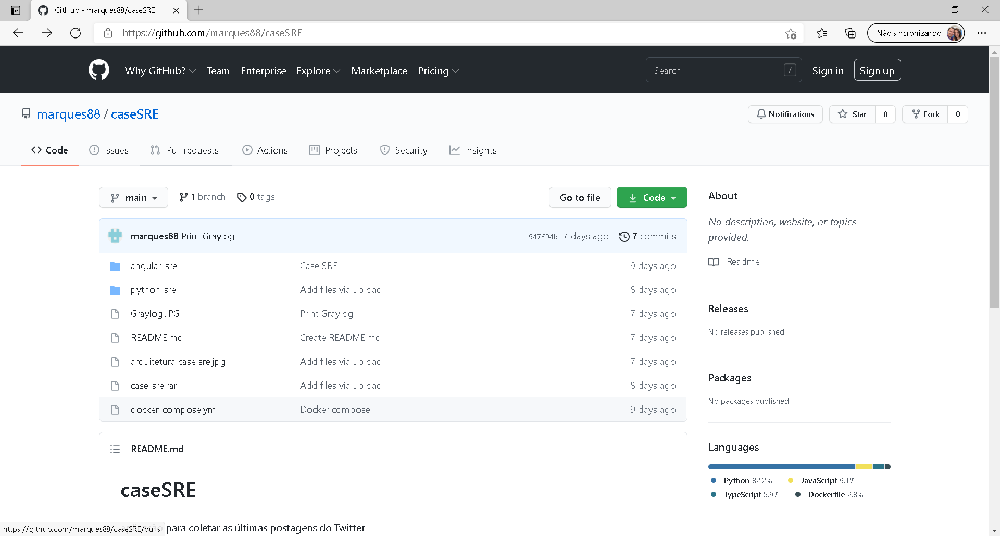 GitHub - marques88/caseSRE
https://github.com/marques88/caseSRE
Não sincronizando
Why GitHub? Team Enterprise Explore Marketplace Pricing
Search /
Sign in Sign up
marques88 / caseSRE
Notifications Star 0 Fork 0
Code Issues Pull requests Actions Projects Security Insights
main 1 branch 0 tags
Go to file Code
marques88 Print Graylog 947f94b 7 days ago 7 commits
angular-sre Case SRE 9 days ago
python-sre Add files via upload 8 days ago
Graylog.JPG Print Graylog 7 days ago
README.md Create README.md 7 days ago
arquitetura case sre.jpg Add files via upload 7 days ago
case-sre.rar Add files via upload 8 days ago
docker-compose.yml Docker compose 9 days ago
README.md
caseSRE
para coletar as últimas postagens do Twitter
About
No description, website, or topics
provided.
Readme
Releases
No releases published
Packages
No packages published
Languages
Python 82.2% JavaScript 9.1%
TypeScript 5.9% Dockerfile 2.8%
https://github.com/marques88/caseSRE/pulls